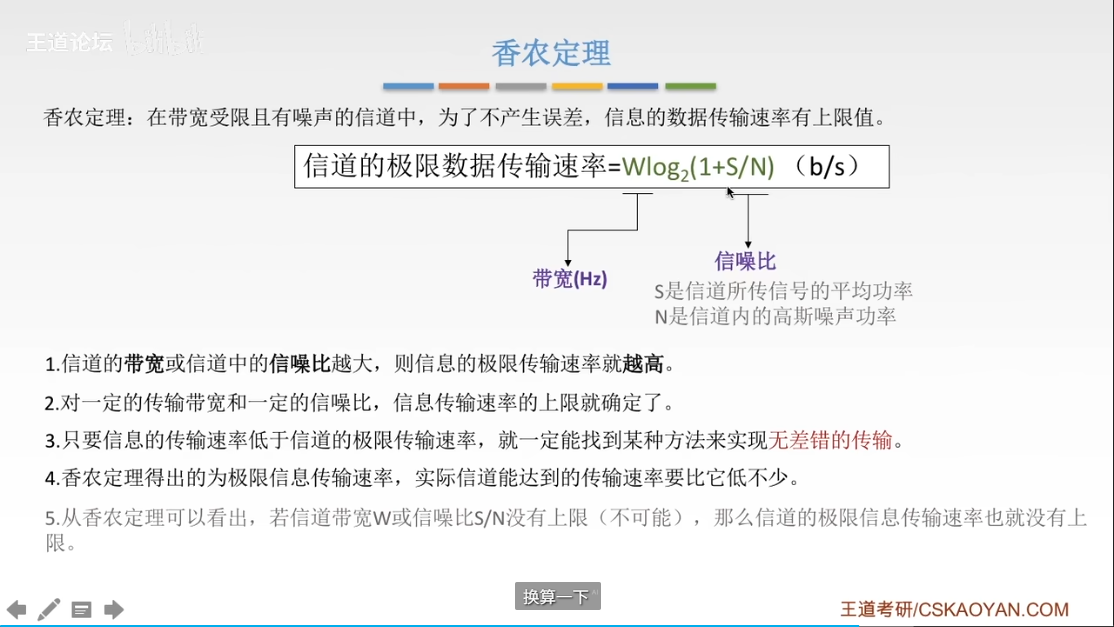 王道论坛 bilibili
香农定理
香农定理：在带宽受限且有噪声的信道中，为了不产生误差，信息的数据传输速率有上限值。
信道的极限数据传输速率=Wlog₂(1+S/N) （b/s）
信噪比
带宽(Hz)
S是信道所传信号的平均功率
N是信道内的高斯噪声功率
1.信道的带宽或信道中的信噪比越大，则信息的极限传输速率就越高。
2.对一定的传输带宽和一定的信噪比，信息传输速率的上限就确定了。
3.只要信息的传输速率低于信道的极限传输速率，就一定能找到某种方法来实现无差错的传输。
4.香农定理得出的为极限信息传输速率，实际信道能达到的传输速率要比它低不少。
5.从香农定理可以看出，若信道带宽W或信噪比S/N没有上限（不可能），那么信道的极限信息传输速率也就没有上
限。
换算一下
王道考研/CSKAOYAN.COM